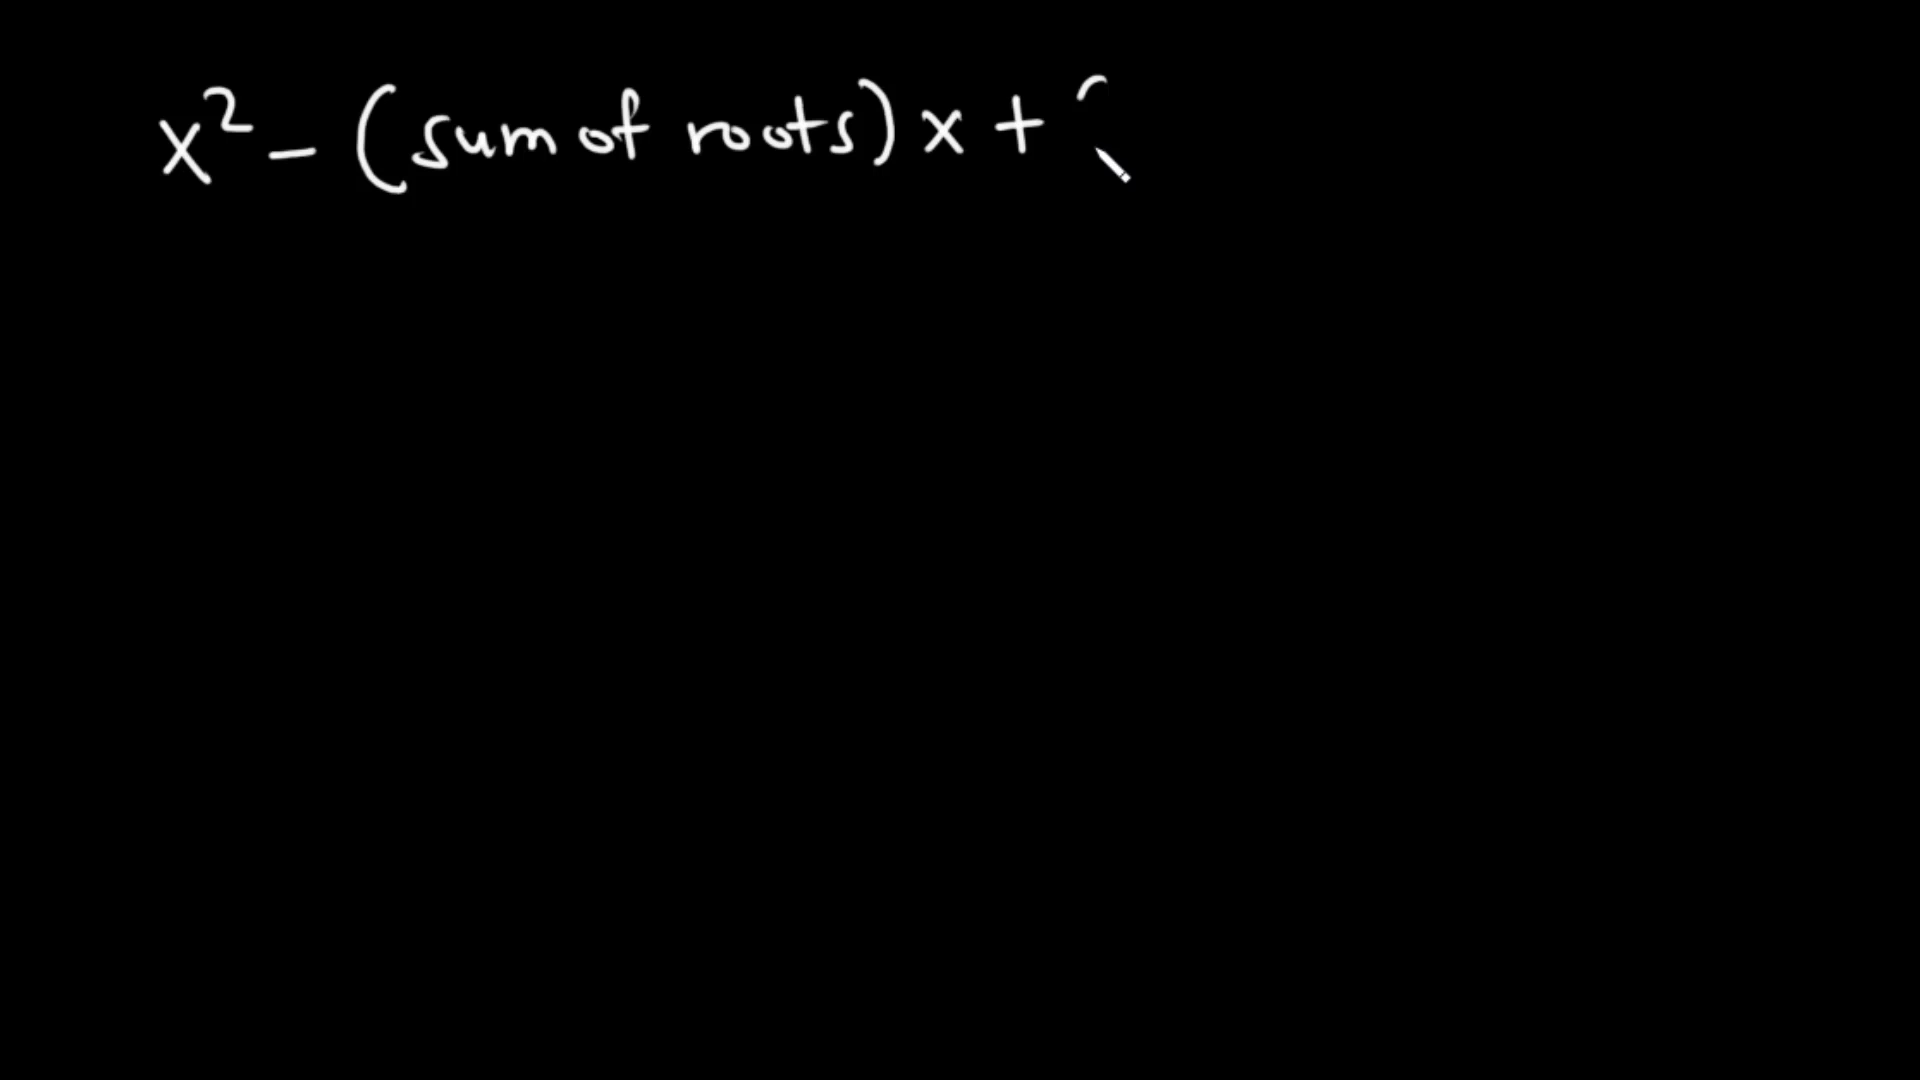 x² - (sum of roots) x +